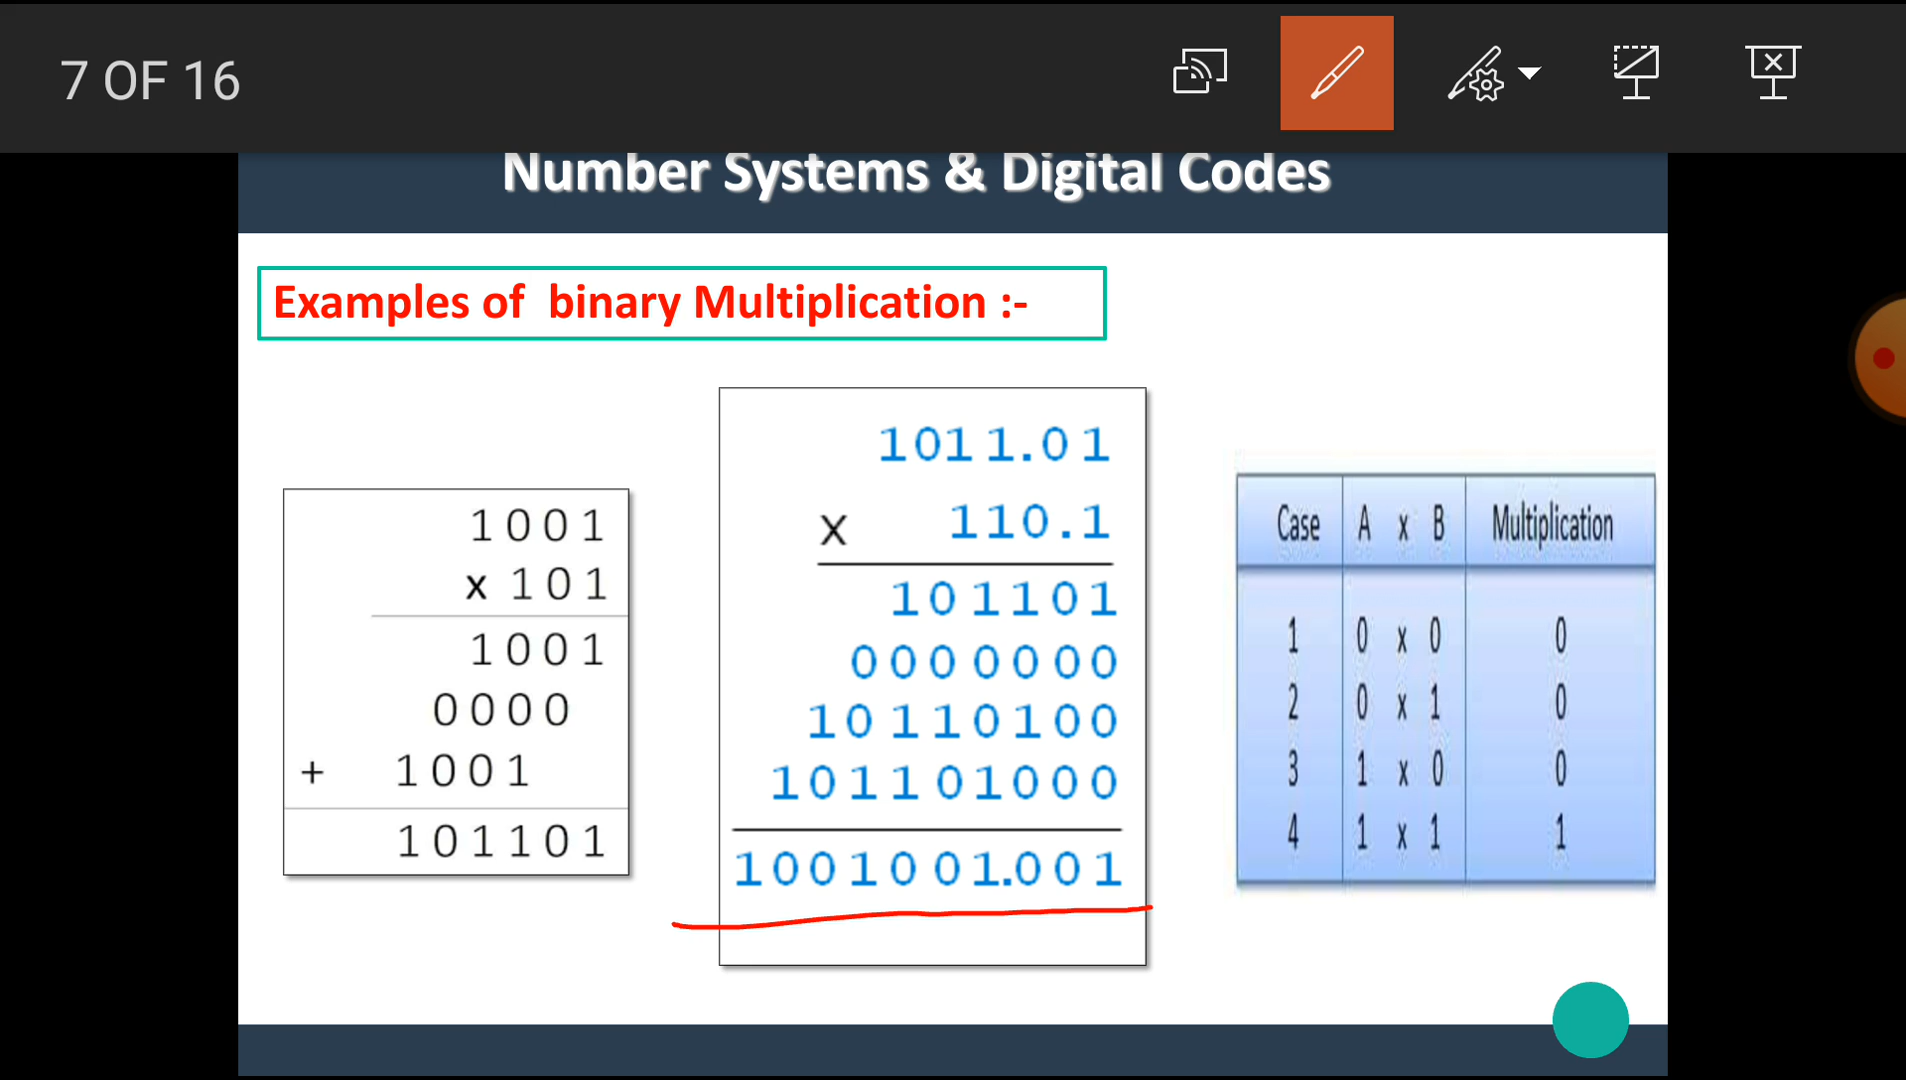 7 OF 16
Number Systems & Digital Codes
Examples of binary Multiplication :-
1001
x 101
1001
0000
+ 1001
101101
1011.01
x 110.1
101101
0000000
10110100
101101000
1001001.001
Case A x B Multiplication
1 0 x 0 0
2 0 x 1 0
3 1 x 0 0
4 1 x 1 1